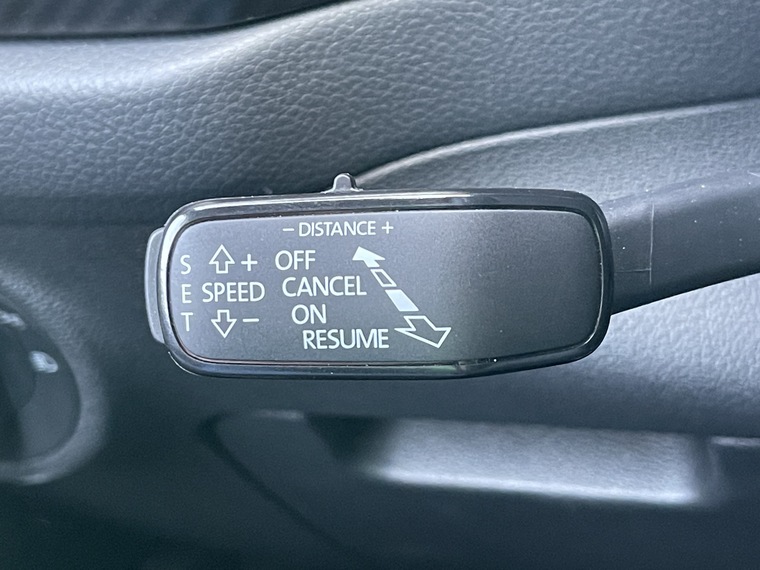 − DISTANCE +
S + OFF
E SPEED CANCEL
T − ON
RESUME